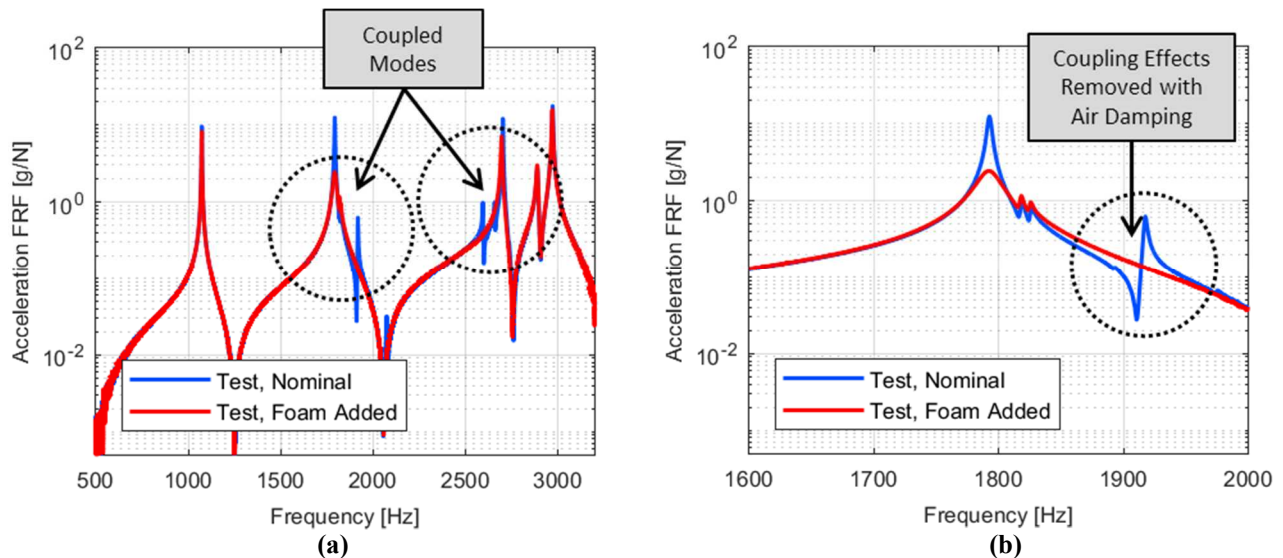 Coupled
Modes
10^2
10^0
10^-2
Acceleration FRF [g/N]
Test, Nominal
Test, Foam Added
500 1000 1500 2000 2500 3000
Frequency [Hz]
(a)
Coupling Effects
Removed with
Air Damping
10^2
10^0
10^-2
Acceleration FRF [g/N]
Test, Nominal
Test, Foam Added
1600 1700 1800 1900 2000
Frequency [Hz]
(b)